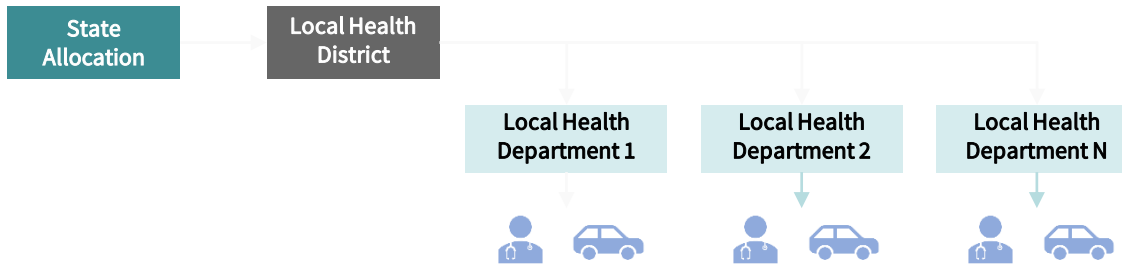 State
Allocation
Local Health
District
Local Health
Department 1
Local Health
Department 2
Local Health
Department N